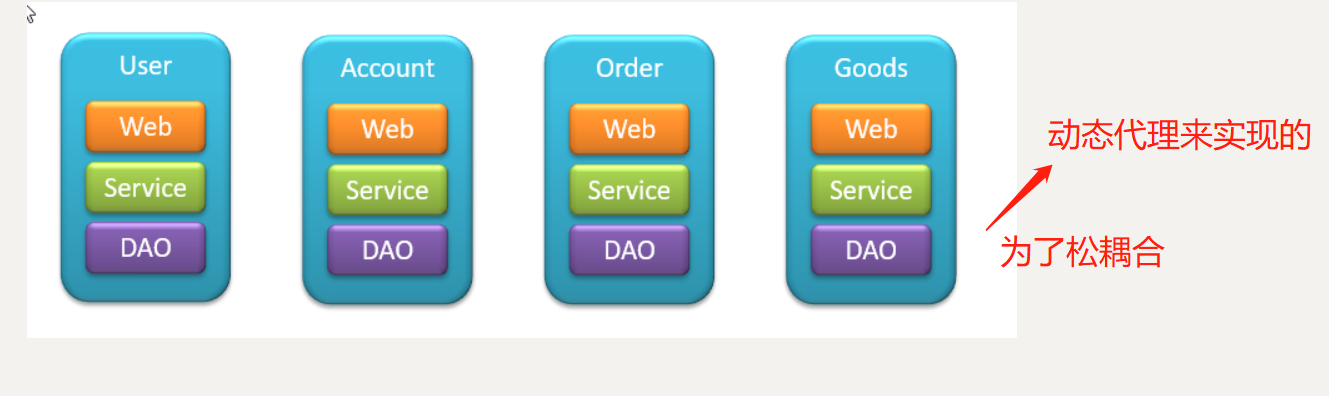 User
Web
Service
DAO
Account
Web
Service
DAO
Order
Web
Service
DAO
Goods
Web
Service
DAO
动态代理来实现的
为了松耦合